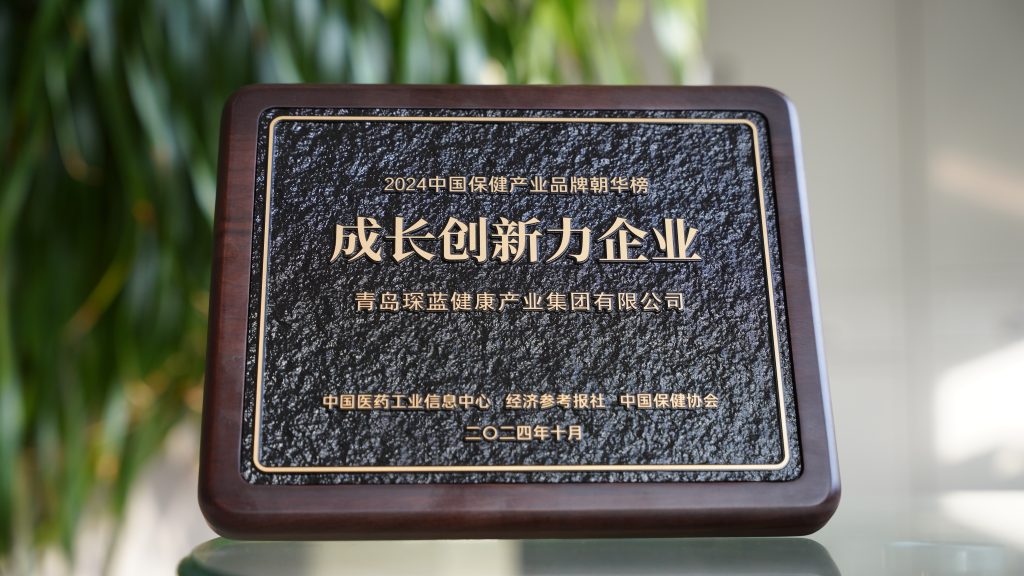 2024中国保健产业品牌朝华榜
成长创新力企业
青岛琛蓝健康产业集团有限公司
中国医药工业信息中心 经济参考报社 中国保健协会
二〇二四年十月